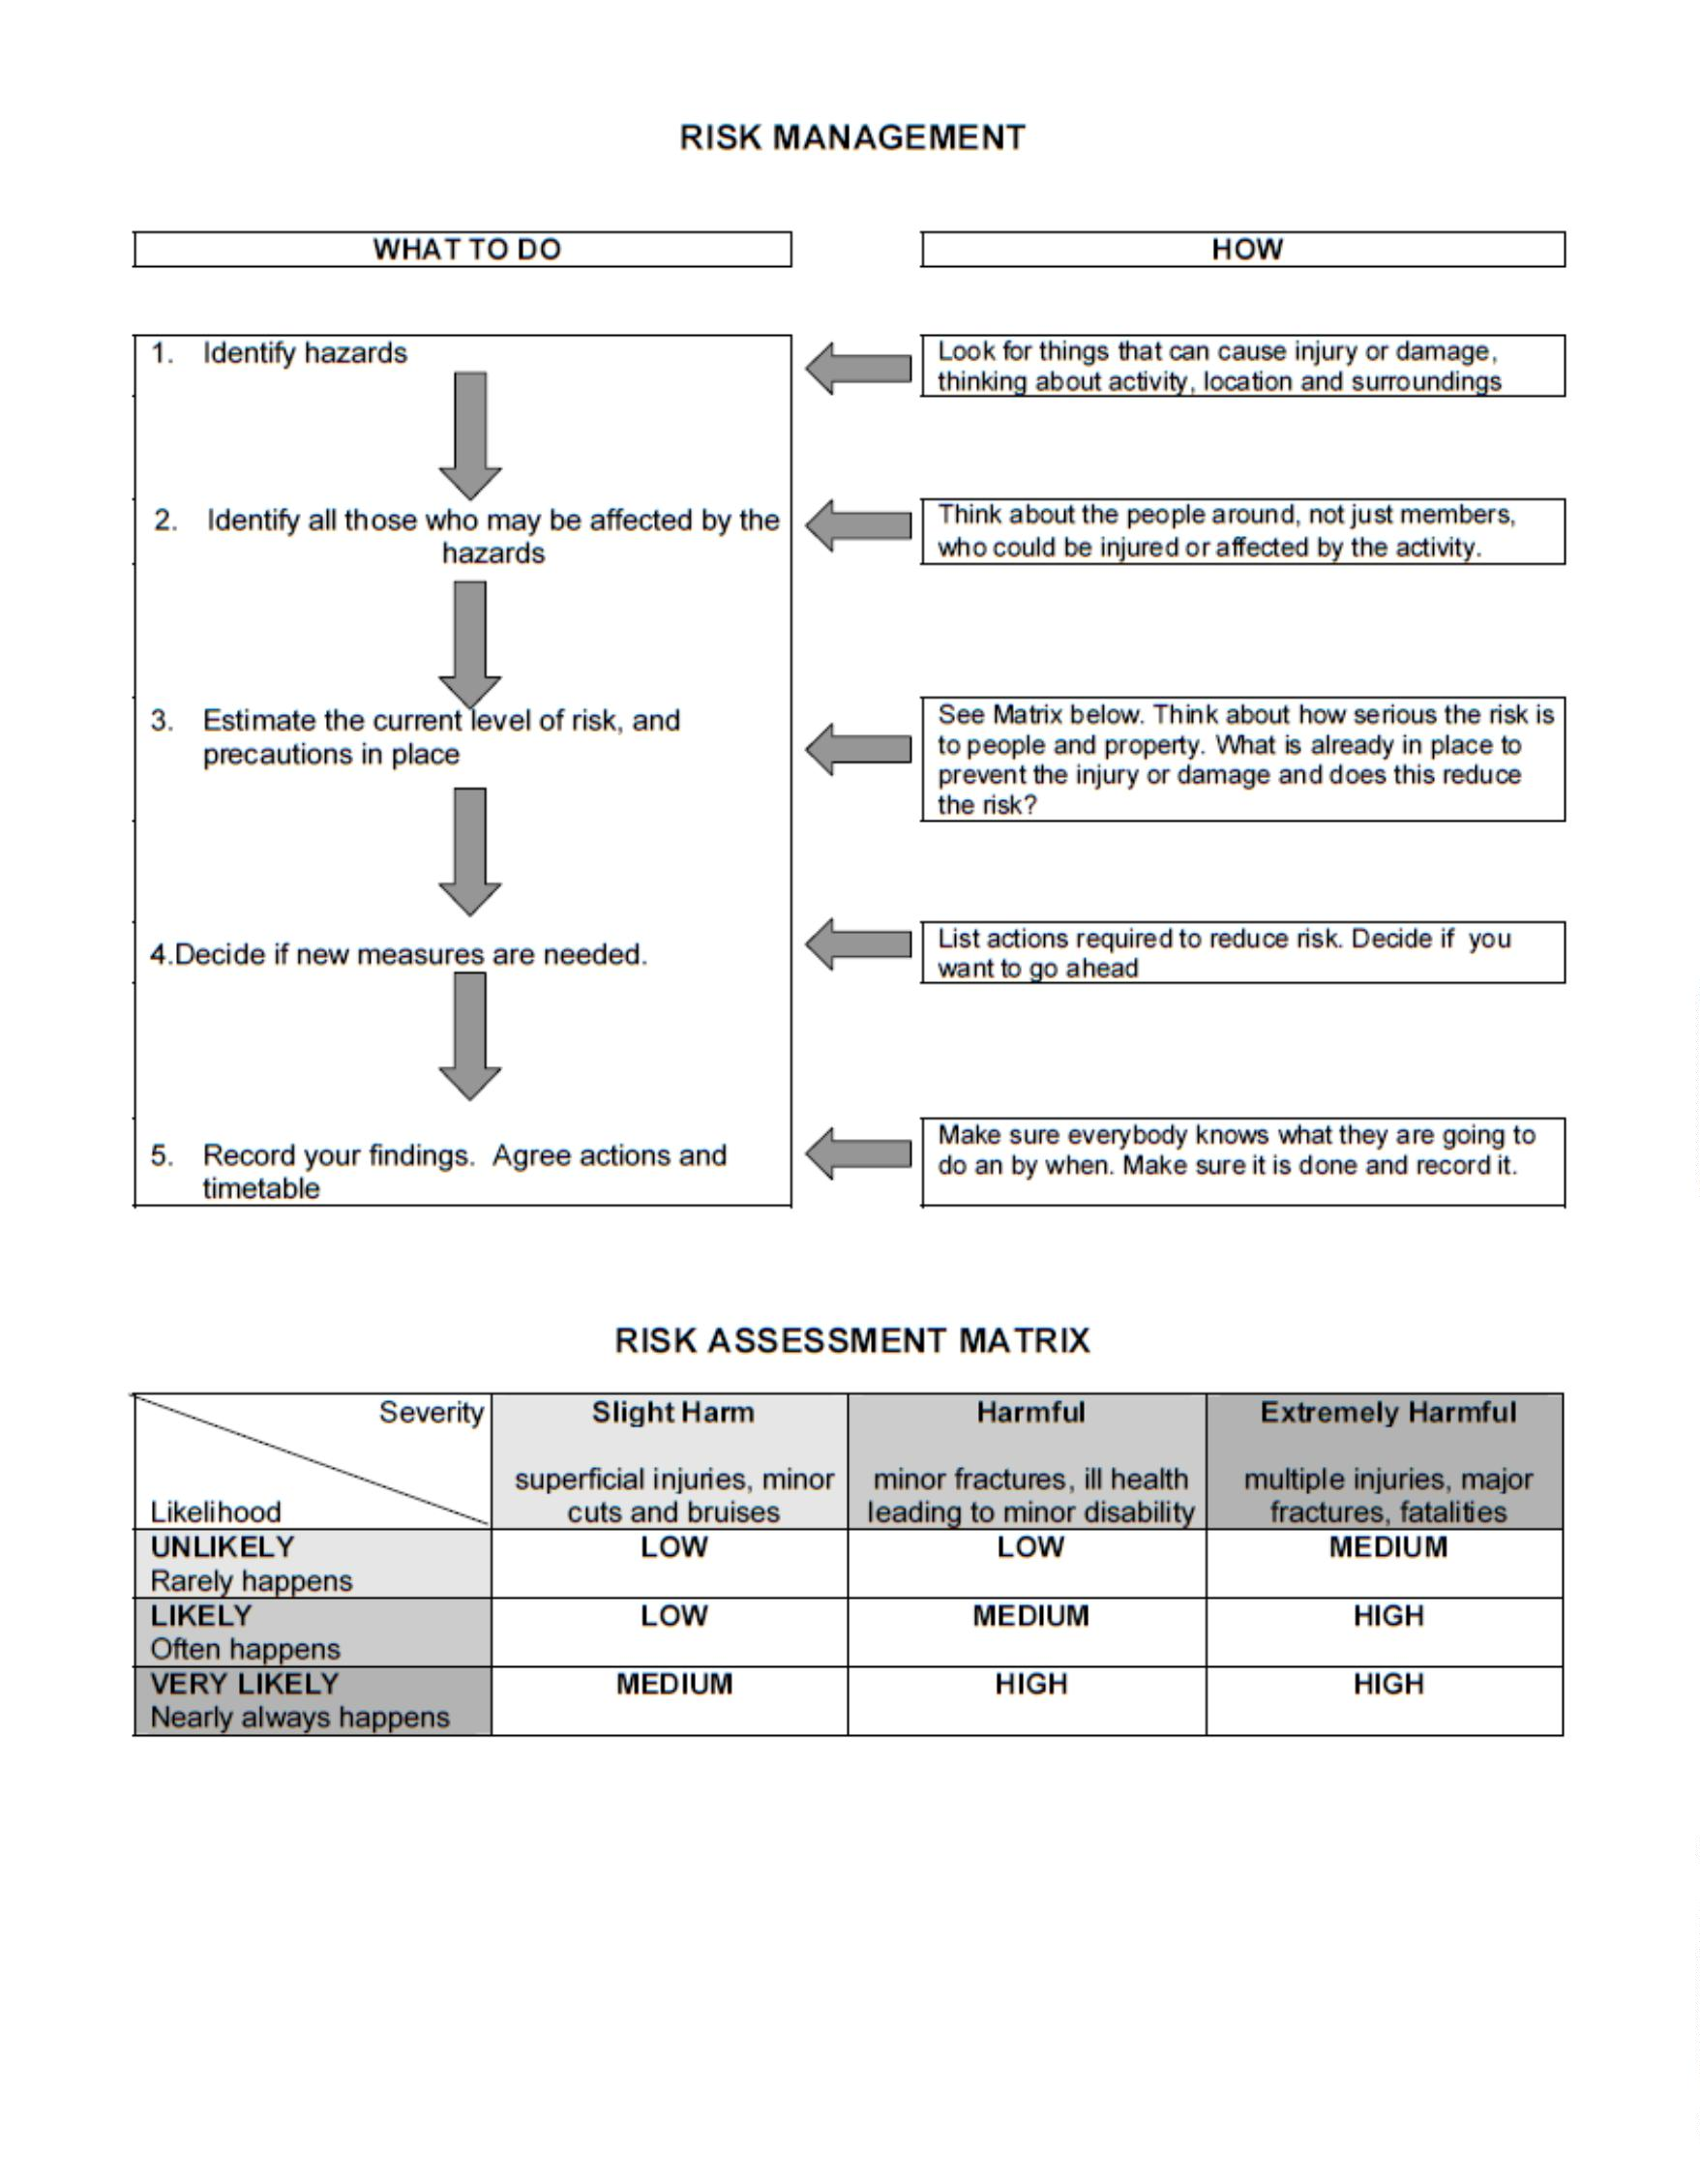 RISK MANAGEMENT
WHAT TO DO
HOW
1. Identify hazards
Look for things that can cause injury or damage,
thinking about activity, location and surroundings
2. Identify all those who may be affected by the
hazards
Think about the people around, not just members,
who could be injured or affected by the activity.
3. Estimate the current level of risk, and
precautions in place
See Matrix below. Think about how serious the risk is
to people and property. What is already in place to
prevent the injury or damage and does this reduce
the risk?
4.Decide if new measures are needed.
List actions required to reduce risk. Decide if you
want to go ahead
5. Record your findings. Agree actions and
timetable
Make sure everybody knows what they are going to
do an by when. Make sure it is done and record it.
RISK ASSESSMENT MATRIX
Severity
Likelihood
Slight Harm
superficial injuries, minor
cuts and bruises
Harmful
minor fractures, ill health
leading to minor disability
Extremely Harmful
multiple injuries, major
fractures, fatalities
UNLIKELY
Rarely happens
LOW
LOW
MEDIUM
LIKELY
Often happens
LOW
MEDIUM
HIGH
VERY LIKELY
Nearly always happens
MEDIUM
HIGH
HIGH